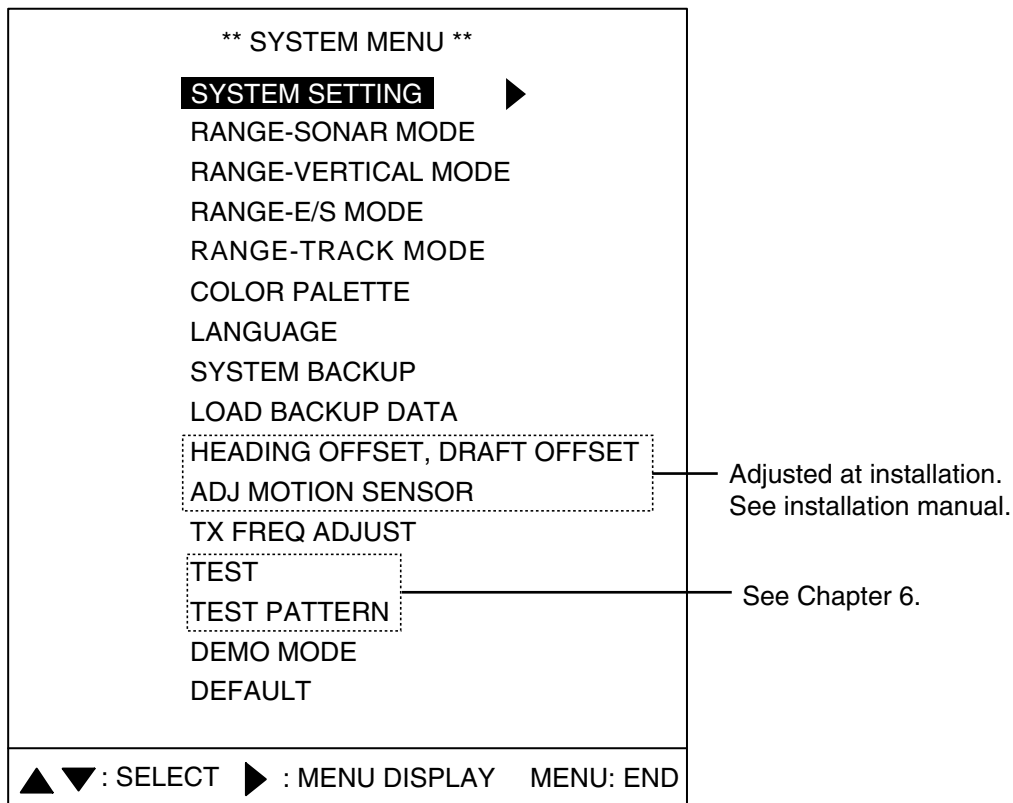 ** SYSTEM MENU **
SYSTEM SETTING ▶
RANGE-SONAR MODE
RANGE-VERTICAL MODE
RANGE-E/S MODE
RANGE-TRACK MODE
COLOR PALETTE
LANGUAGE
SYSTEM BACKUP
LOAD BACKUP DATA
HEADING OFFSET, DRAFT OFFSET
ADJ MOTION SENSOR
Adjusted at installation.
See installation manual.
TX FREQ ADJUST
TEST
TEST PATTERN
See Chapter 6.
DEMO MODE
DEFAULT
▲ ▼: SELECT ▶ : MENU DISPLAY MENU: END